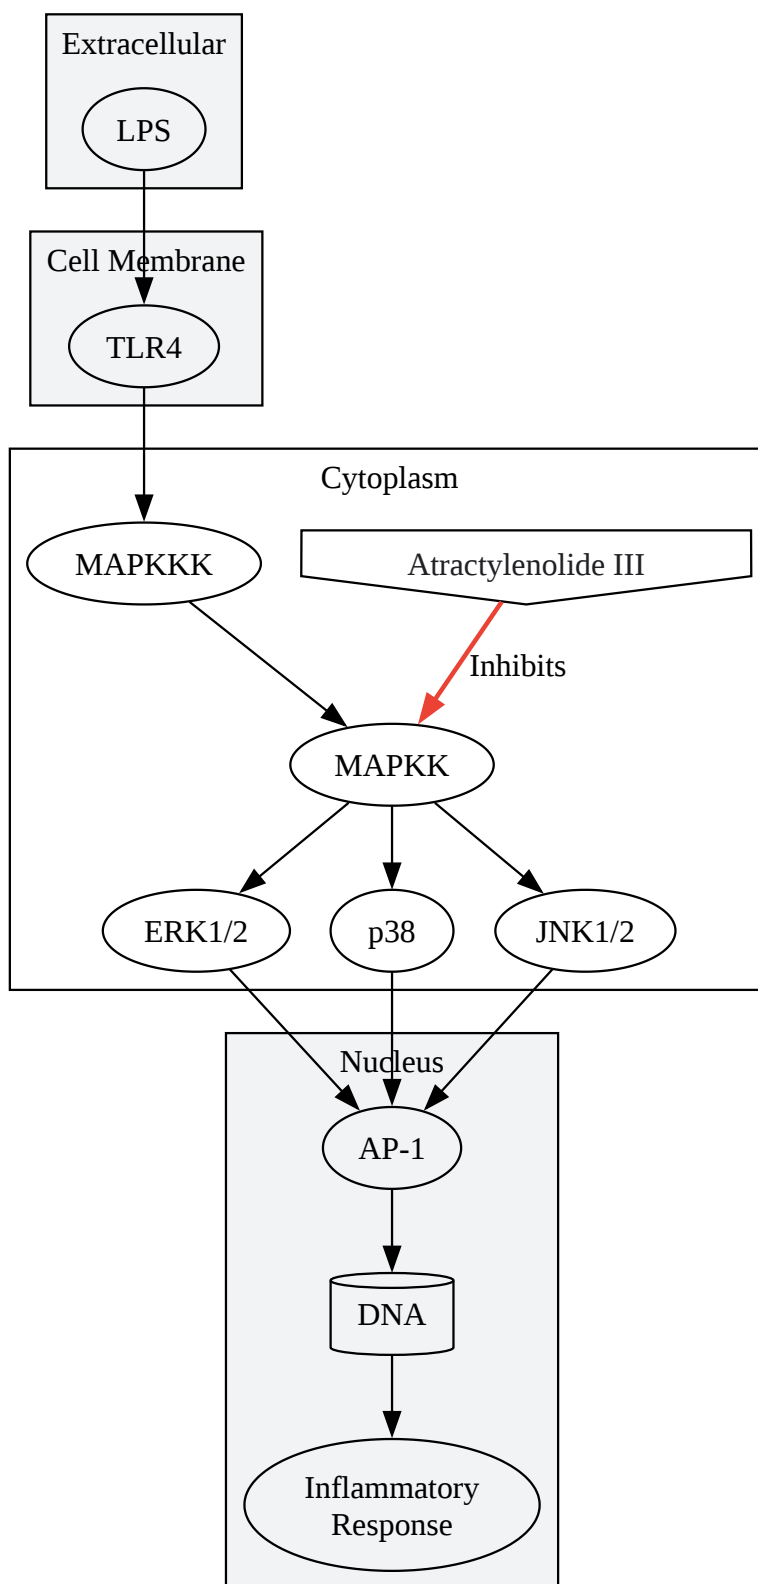 Extracellular
LPS
Cell Membrane
TLR4
Cytoplasm
MAPKKK
Atractylenolide III
Inhibits
MAPKK
ERK1/2
p38
JNK1/2
Nucleus
AP-1
DNA
Inflammatory
Response